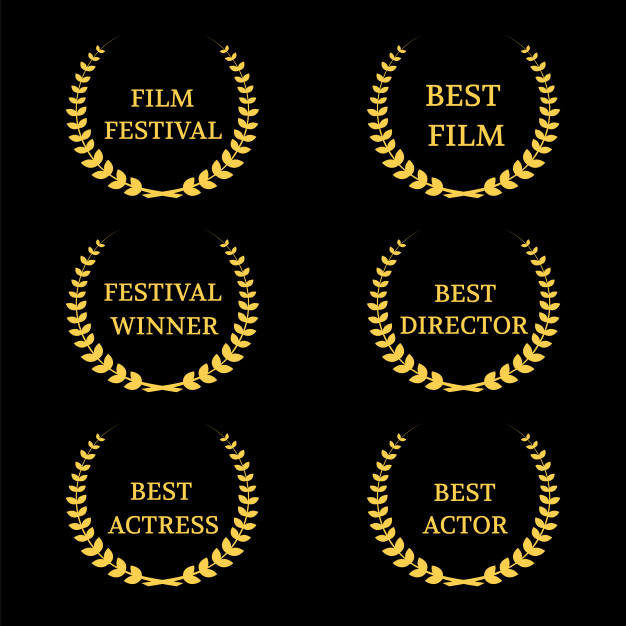 FILM
FESTIVAL
BEST
FILM
FESTIVAL
WINNER
BEST
DIRECTOR
BEST
ACTRESS
BEST
ACTOR